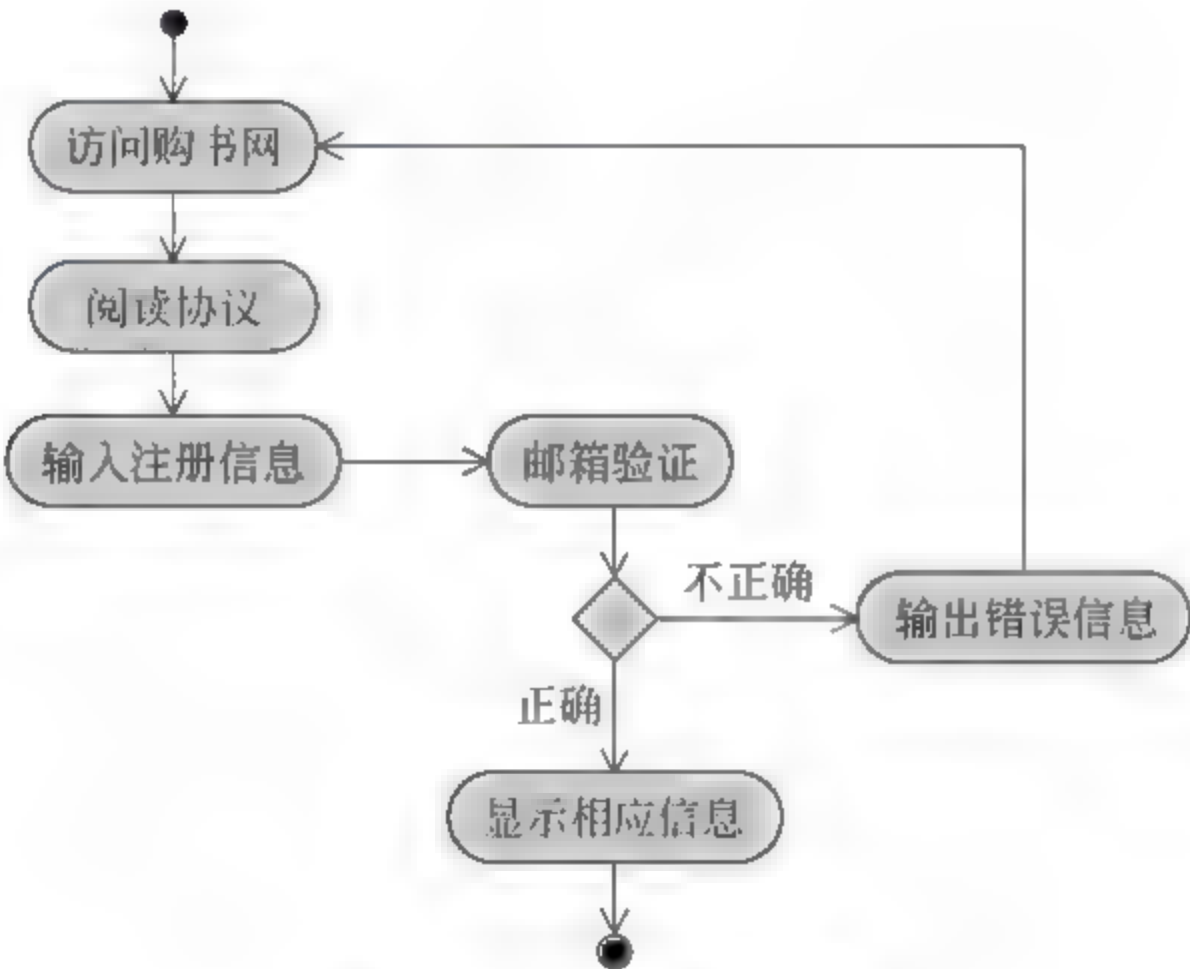 访问购书网
阅读协议
输入注册信息
邮箱验证
不正确
输出错误信息
正确
显示相应信息